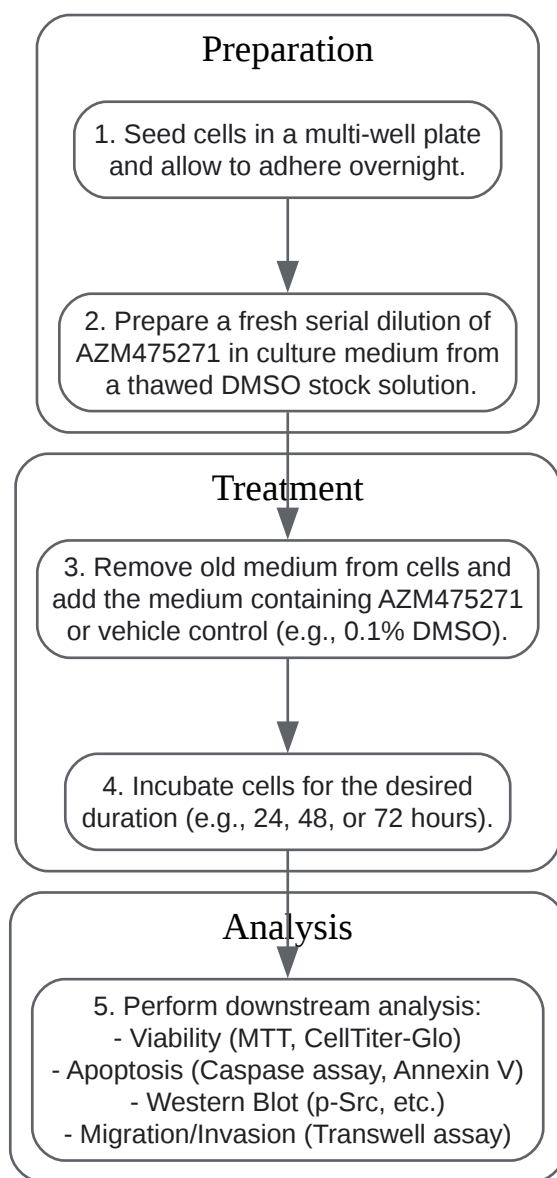 Preparation
1. Seed cells in a multi-well plate
and allow to adhere overnight.
2. Prepare a fresh serial dilution of
AZM475271 in culture medium from
a thawed DMSO stock solution.
Treatment
3. Remove old medium from cells and
add the medium containing AZM475271
or vehicle control (e.g., 0.1% DMSO).
4. Incubate cells for the desired
duration (e.g., 24, 48, or 72 hours).
Analysis
5. Perform downstream analysis:
- Viability (MTT, CellTiter-Glo)
- Apoptosis (Caspase assay, Annexin V)
- Western Blot (p-Src, etc.)
- Migration/Invasion (Transwell assay)